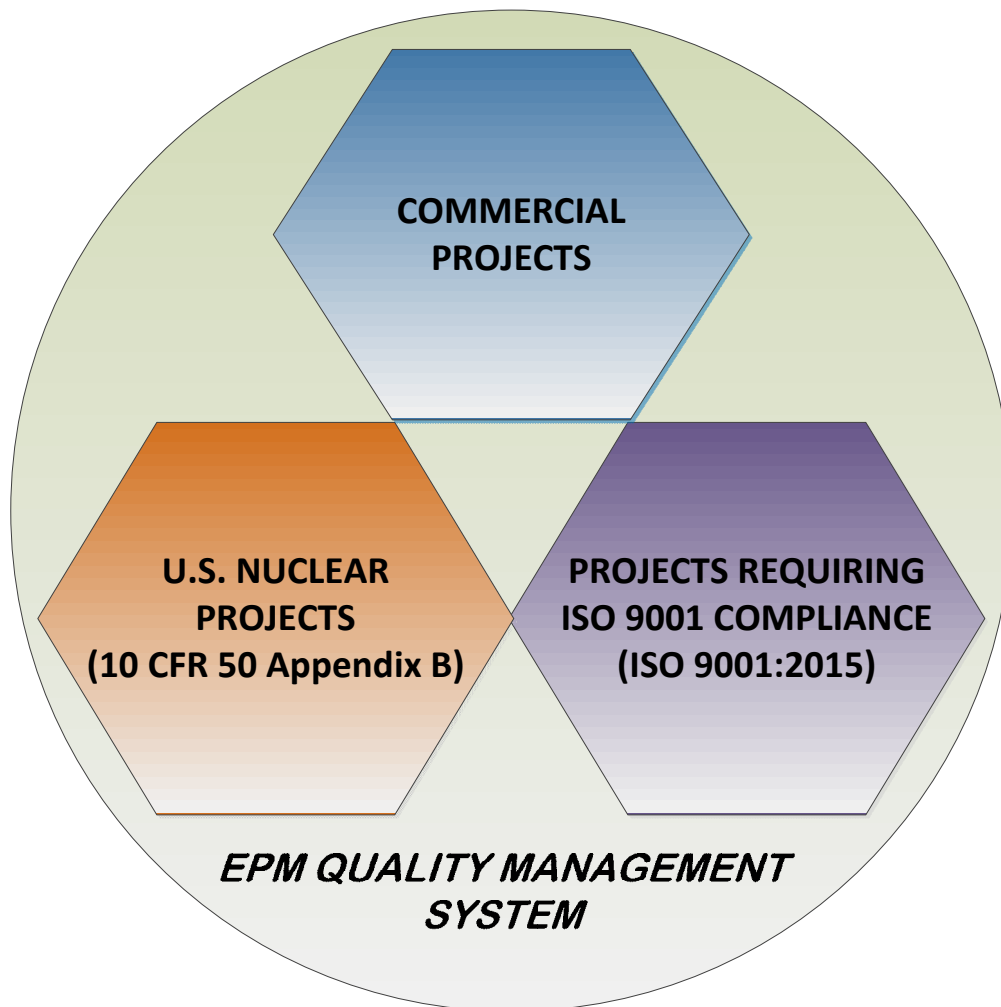 COMMERCIAL
PROJECTS
U.S. NUCLEAR
PROJECTS
(10 CFR 50 Appendix B)
PROJECTS REQUIRING
ISO 9001 COMPLIANCE
(ISO 9001:2015)
EPM QUALITY MANAGEMENT
SYSTEM